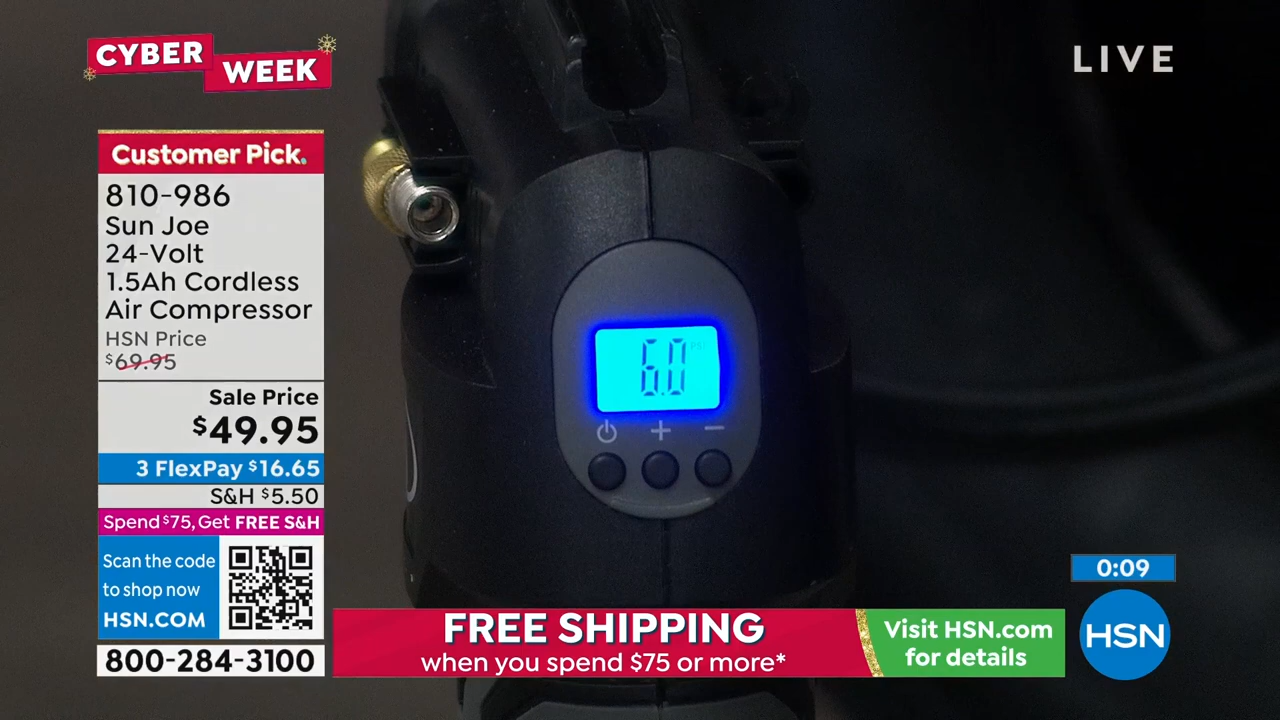 CYBER
WEEK
LIVE
Customer Pick.
810-986
Sun Joe
24-Volt
1.5Ah Cordless
Air Compressor
HSN Price
$69.95
Sale Price
$49.95
3 FlexPay $16.65
S&H $5.50
Spend $75, Get FREE S&H
Scan the code
to shop now
HSN.COM
800-284-3100
6.0 PSI
+ −
FREE SHIPPING
when you spend $75 or more*
Visit HSN.com
for details
0:09
HSN